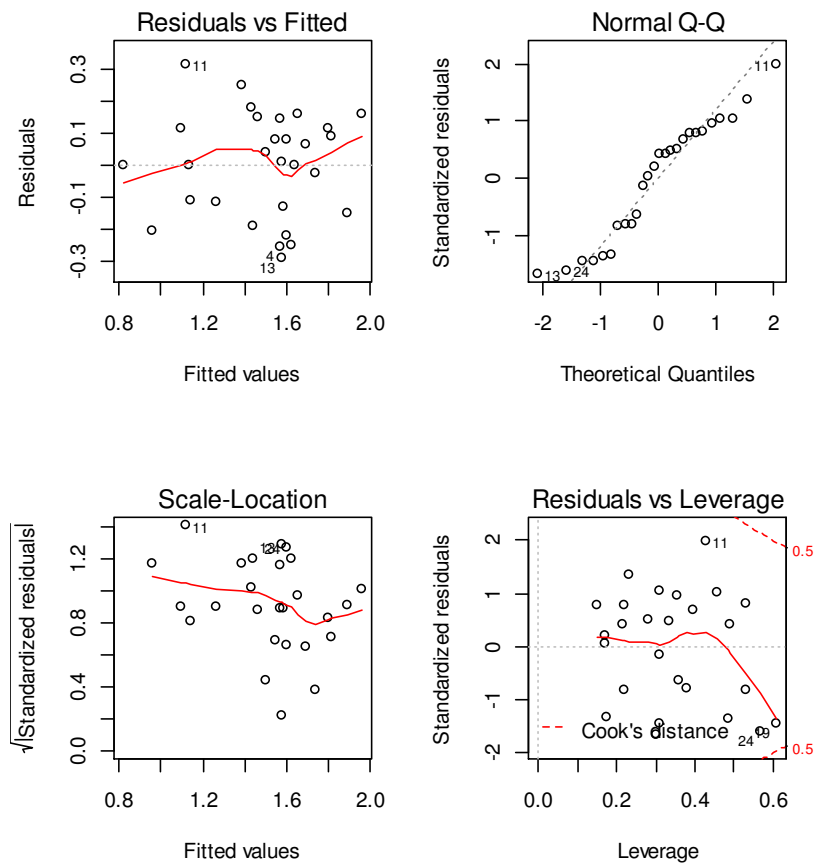 Residuals vs Fitted
Residuals
-0.3 -0.1 0.1 0.3
11
4
13
0.8 1.2 1.6 2.0
Fitted values
Normal Q-Q
Standardized residuals
-1 0 1 2
11
13
24
-2 -1 0 1 2
Theoretical Quantiles
Scale-Location
√|Standardized residuals|
0.0 0.4 0.8 1.2
11
24
0.8 1.2 1.6 2.0
Fitted values
Residuals vs Leverage
Standardized residuals
-2 -1 0 1 2
11
0.5
Cook's distance
19
24
0.5
0.0 0.2 0.4 0.6
Leverage